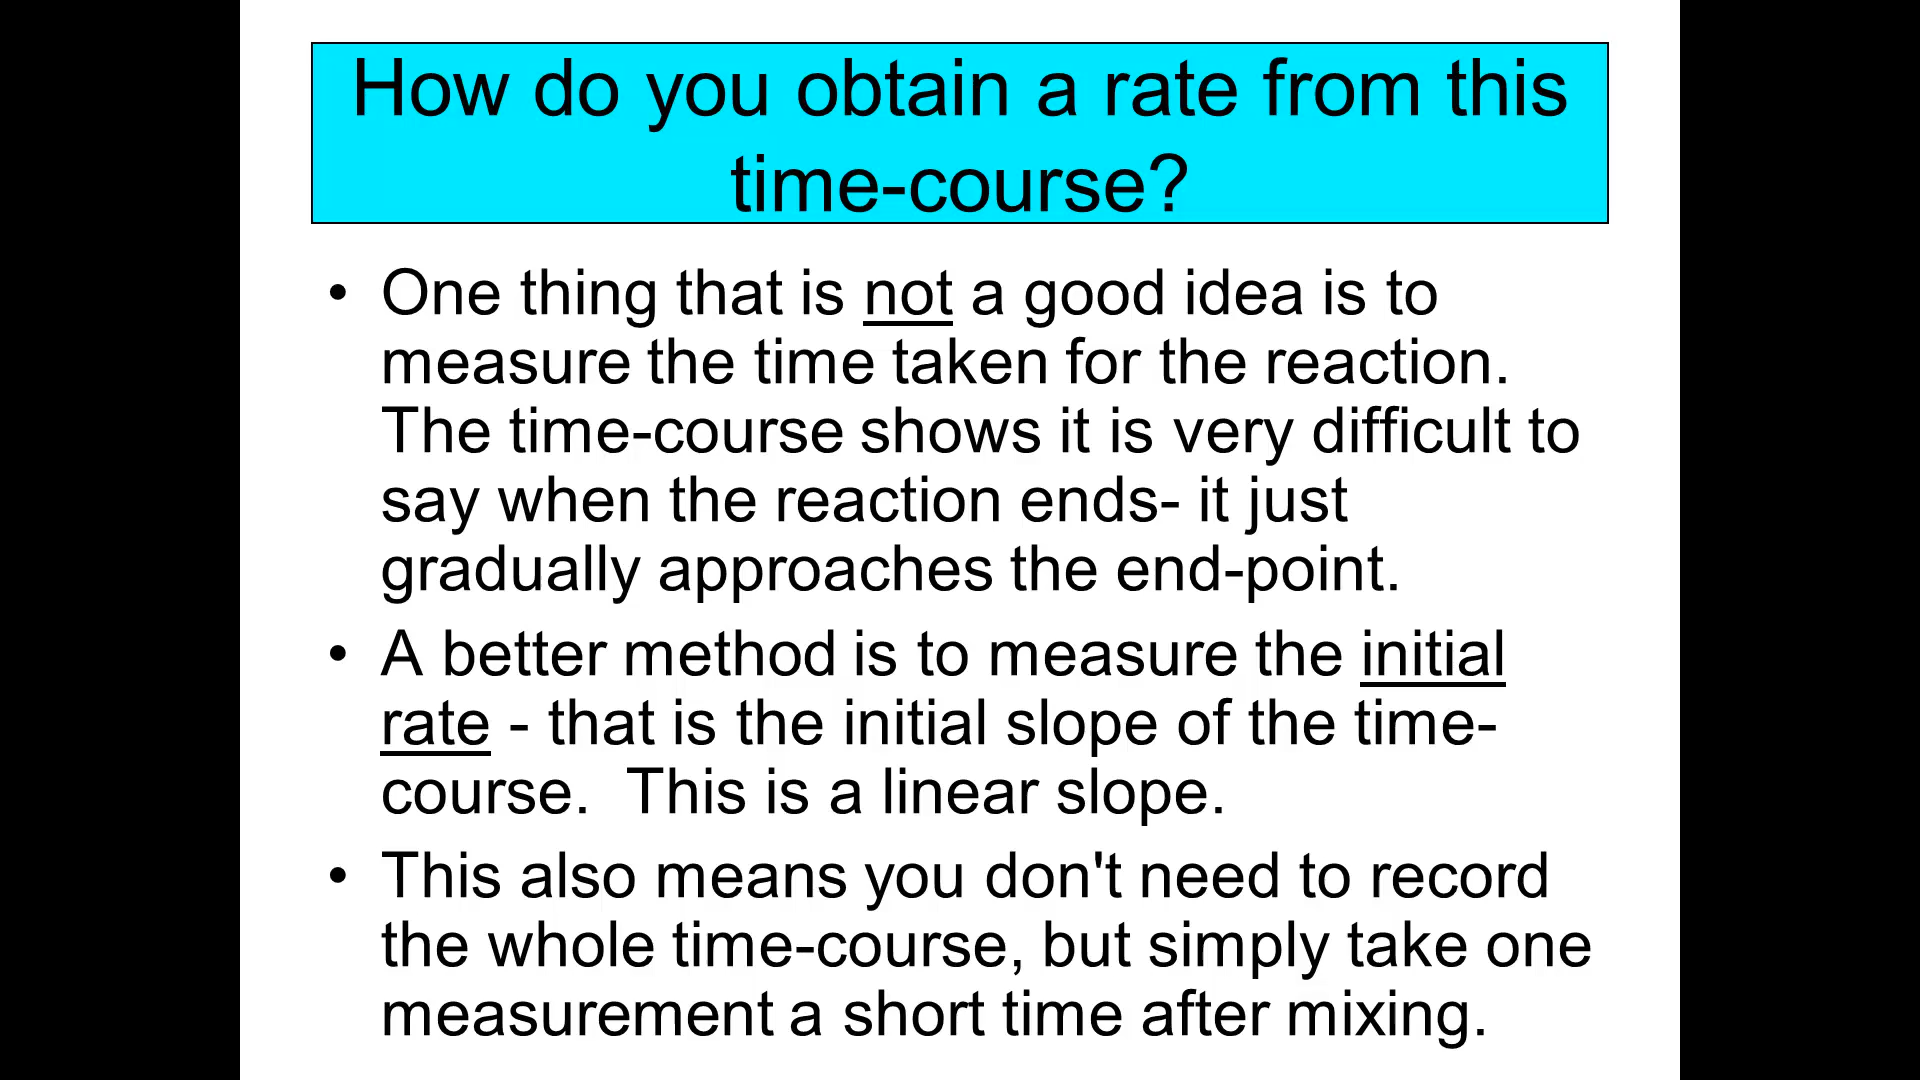 How do you obtain a rate from this
time-course?
• One thing that is not a good idea is to
measure the time taken for the reaction.
The time-course shows it is very difficult to
say when the reaction ends- it just
gradually approaches the end-point.
• A better method is to measure the initial
rate - that is the initial slope of the time-
course.  This is a linear slope.
• This also means you don't need to record
the whole time-course, but simply take one
measurement a short time after mixing.